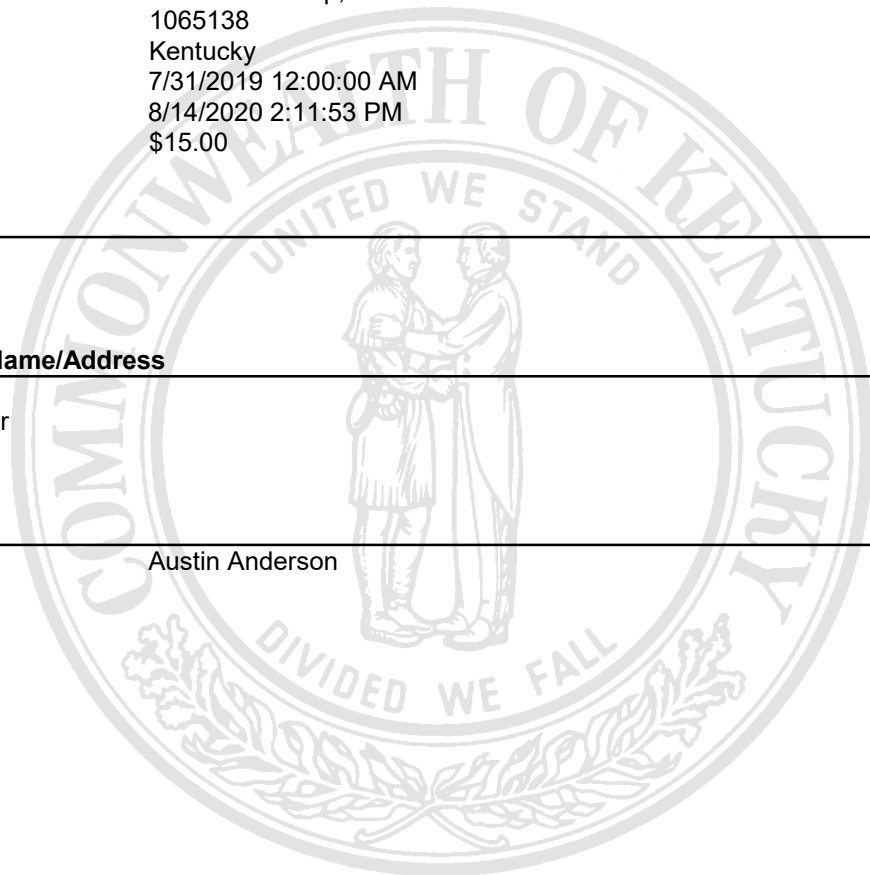 1065138
Kentucky
7/31/2019 12:00:00 AM
8/14/2020 2:11:53 PM
$15.00
COMMONWEALTH OF KENTUCKY
UNITED WE STAND
Name/Address
r
Austin Anderson
DIVIDED WE FALL